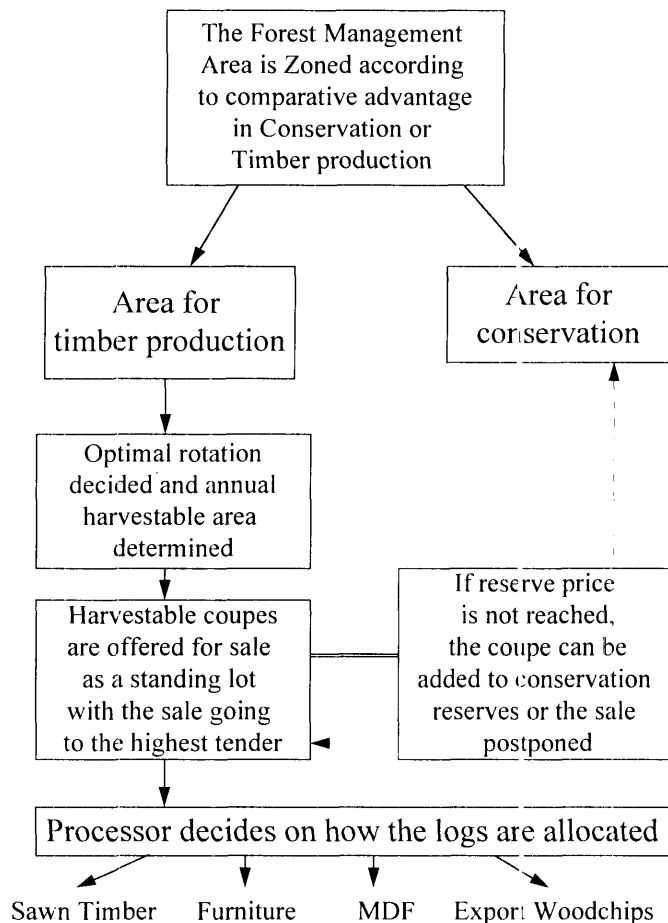 The Forest Management
Area is Zoned according
to comparative advantage
in Conservation or
Timber production
Area for
timber production
Area for
conservation
Optimal rotation
decided and annual
harvestable area
determined
Harvestable coupes
are offered for sale
as a standing lot
with the sale going
to the highest tender
If reserve price
is not reached,
the coupe can be
added to conservation
reserves or the sale
postponed
Processor decides on how the logs are allocated
Sawn Timber
Furniture
MDF
Export Woodchips